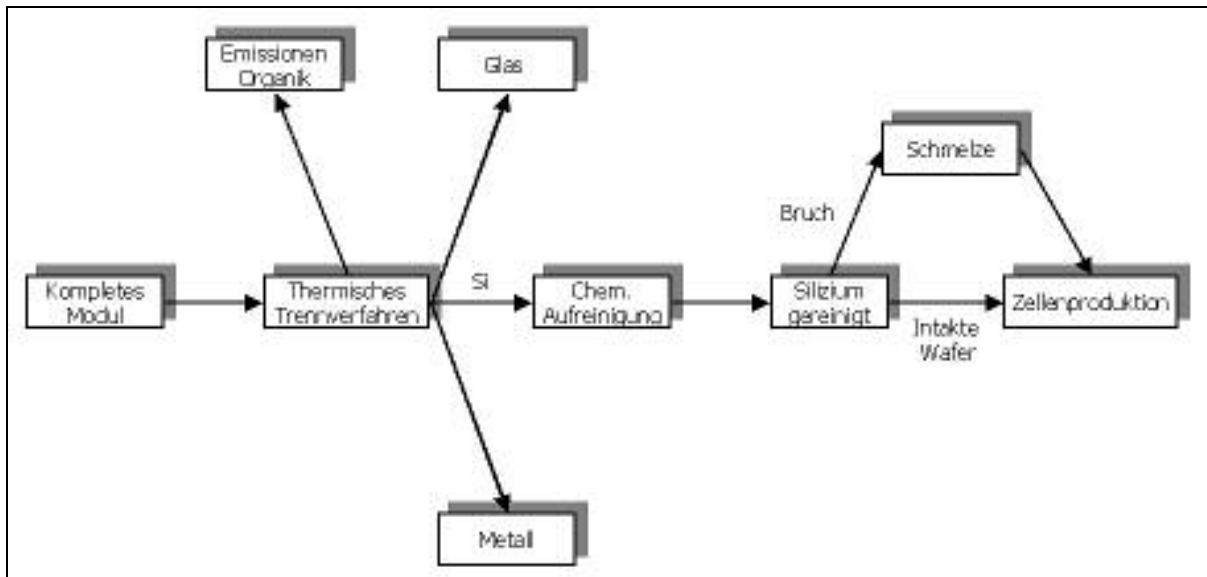 Emissionen
Organik
Glas
Schmelze
Bruch
Kompletes
Modul
Thermisches
Trennverfahren
Si
Chem.
Aufreinigung
Silizium
gereinigt
Intakte
Wafer
Zellenproduktion
Metall